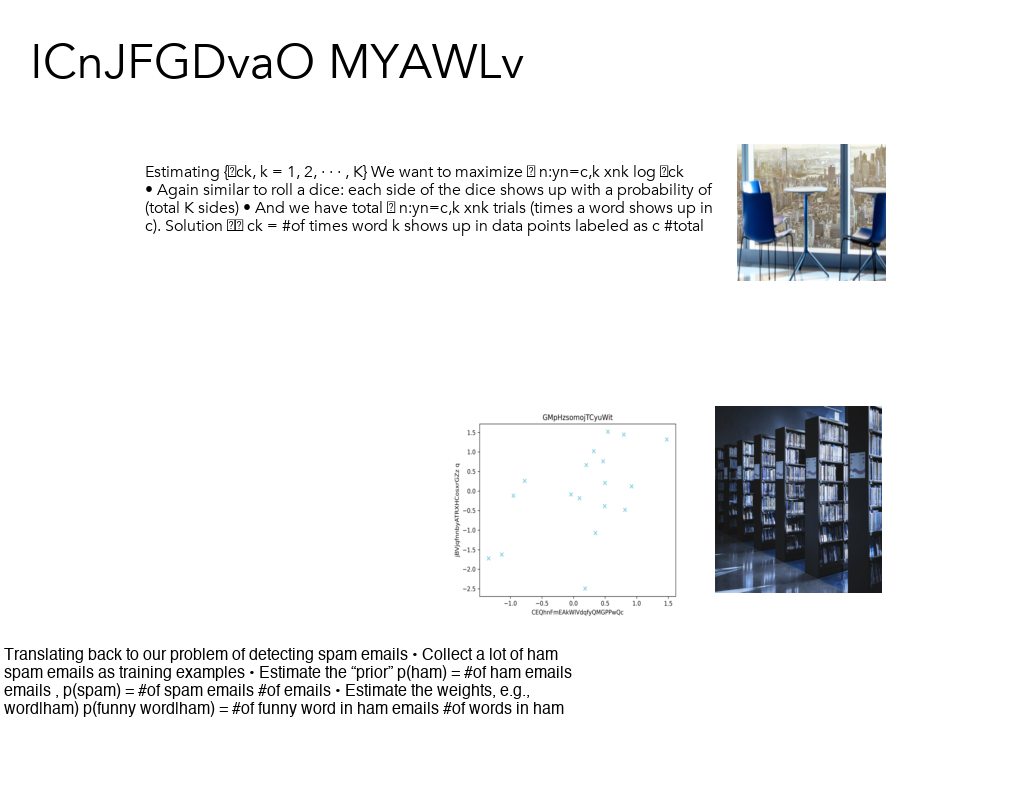 ICnJFGDvaO MYAWLv
Estimating {⍰ck, k = 1, 2, · · · , K} We want to maximize ⍰ n:yn=c,k xnk log ⍰ck
• Again similar to roll a dice: each side of the dice shows up with a probability of
(total K sides) • And we have total ⍰ n:yn=c,k xnk trials (times a word shows up in
c). Solution ⍰⍰ ck = #of times word k shows up in data points labeled as c #total
GMpHzsomojTCyuWit
1.5
1.0
0.5
0.0
−0.5
−1.0
−1.5
−2.0
−2.5
−1.0 −0.5 0.0 0.5 1.0 1.5
CEQhnFmEAkWIVdqfyQMGPPwQc
Translating back to our problem of detecting spam emails • Collect a lot of ham
spam emails as training examples • Estimate the “prior” p(ham) = #of ham emails
emails , p(spam) = #of spam emails #of emails • Estimate the weights, e.g.,
word|ham) p(funny word|ham) = #of funny word in ham emails #of words in ham